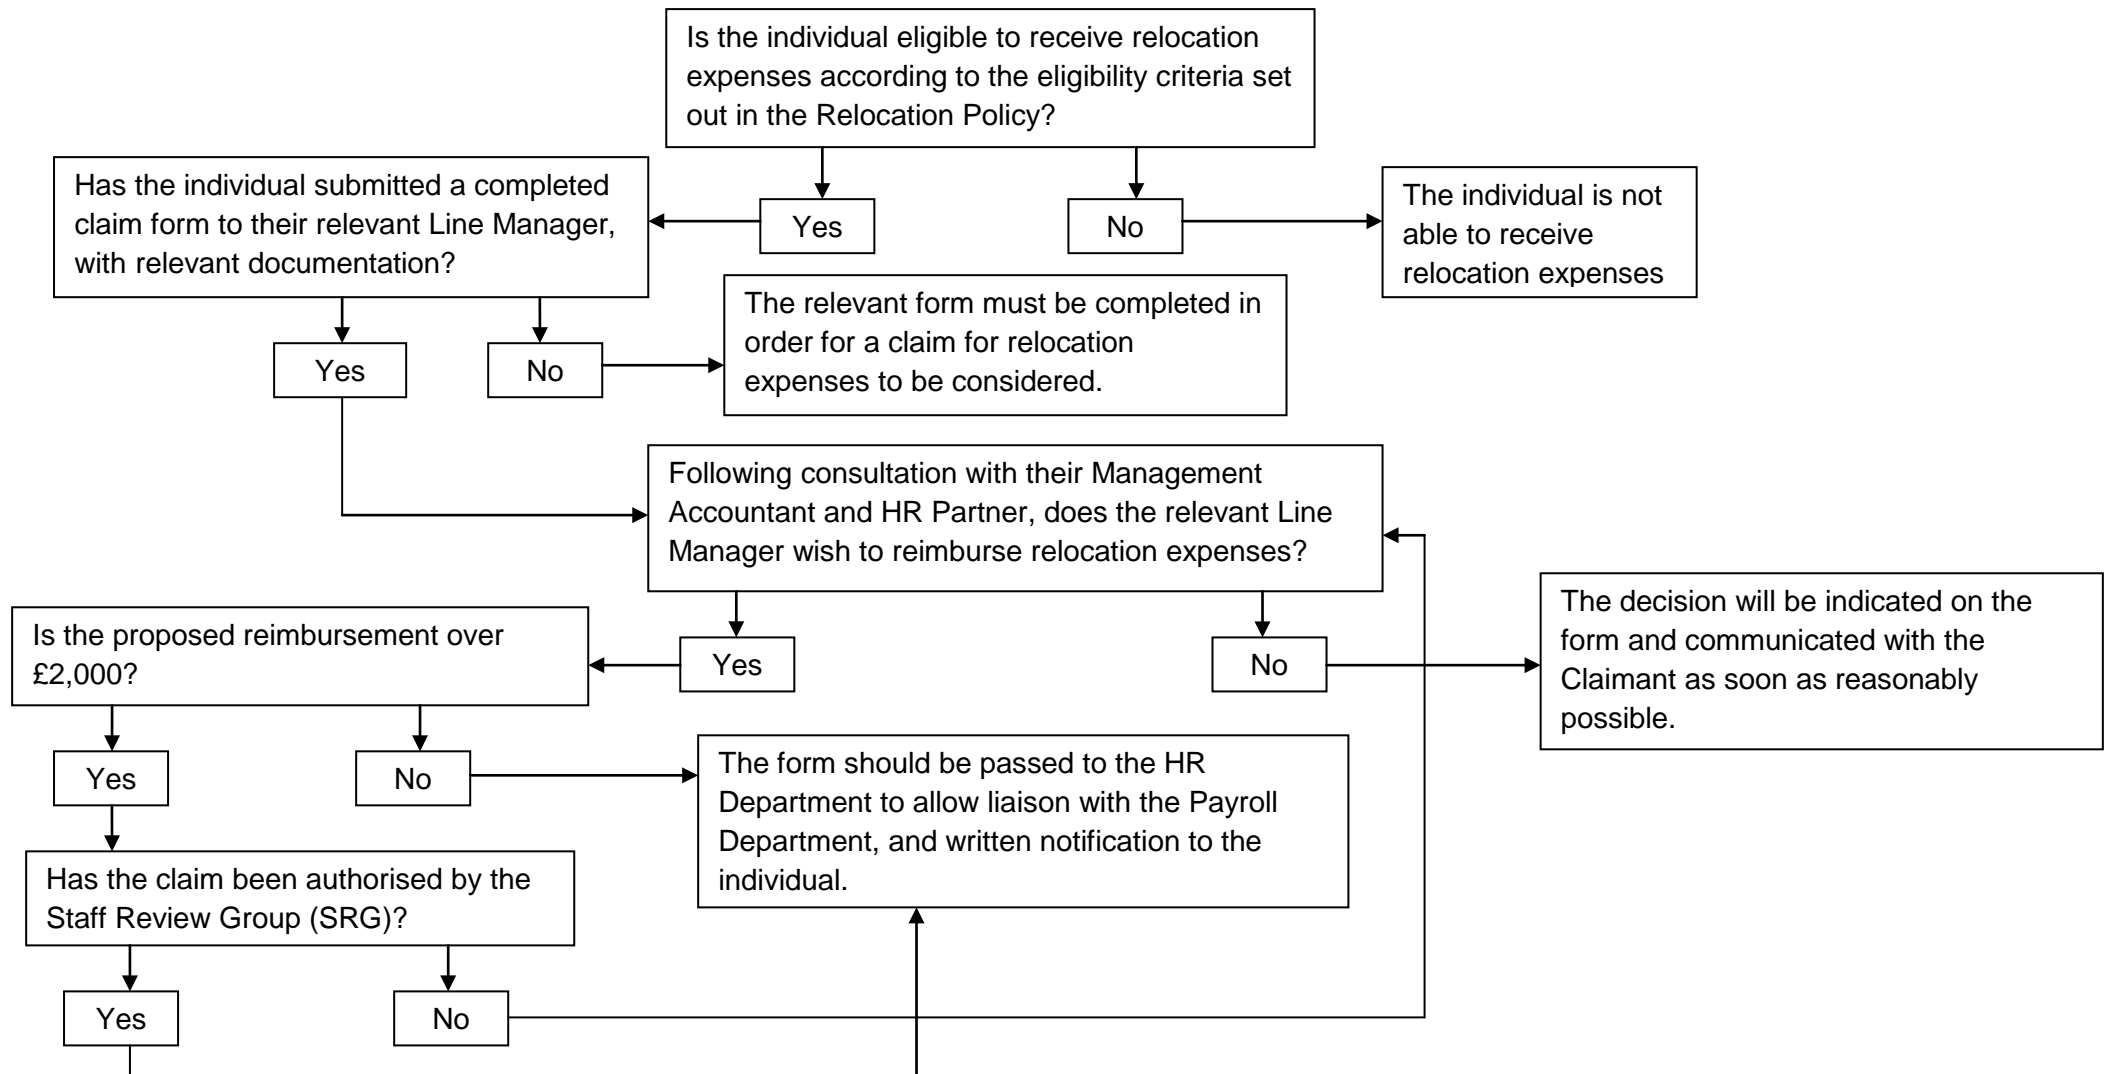 Is the individual eligible to receive relocation
expenses according to the eligibility criteria set
out in the Relocation Policy?
Has the individual submitted a completed
claim form to their relevant Line Manager,
with relevant documentation?
Yes
No
The individual is not
able to receive
relocation expenses
The relevant form must be completed in
order for a claim for relocation
expenses to be considered.
Yes
No
Following consultation with their Management
Accountant and HR Partner, does the relevant Line
Manager wish to reimburse relocation expenses?
Is the proposed reimbursement over
£2,000?
Yes
No
The decision will be indicated on the
form and communicated with the
Claimant as soon as reasonably
possible.
Yes
No
The form should be passed to the HR
Department to allow liaison with the Payroll
Department, and written notification to the
individual.
Has the claim been authorised by the
Staff Review Group (SRG)?
Yes
No